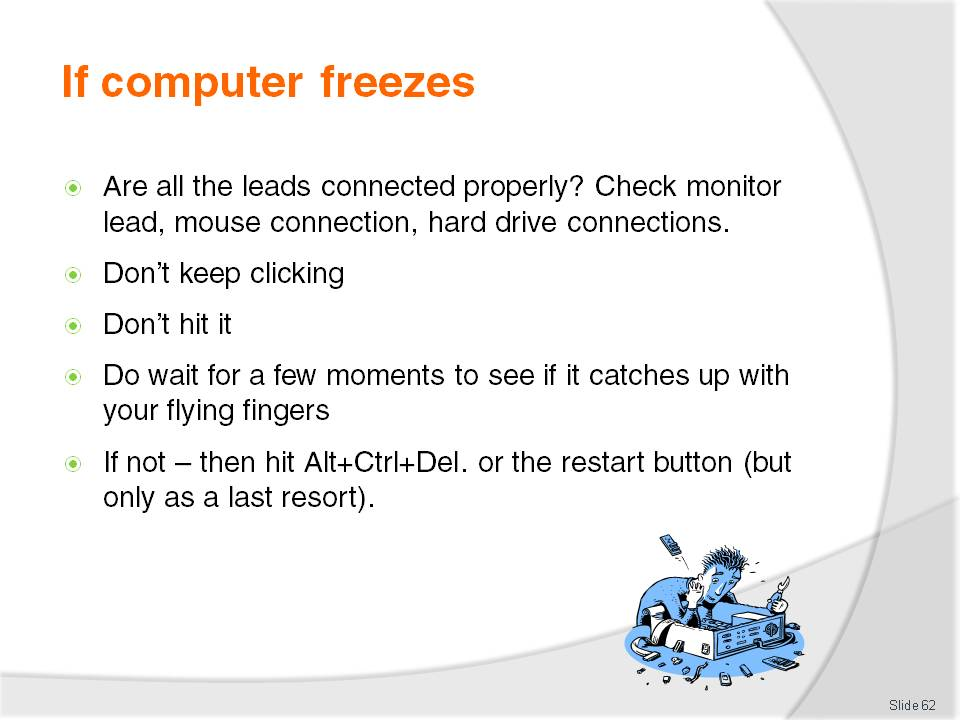 If computer freezes
Are all the leads connected properly? Check monitor
lead, mouse connection, hard drive connections.
Don’t keep clicking
Don’t hit it
Do wait for a few moments to see if it catches up with
your flying fingers
If not – then hit Alt+Ctrl+Del. or the restart button (but
only as a last resort).
Slide 62